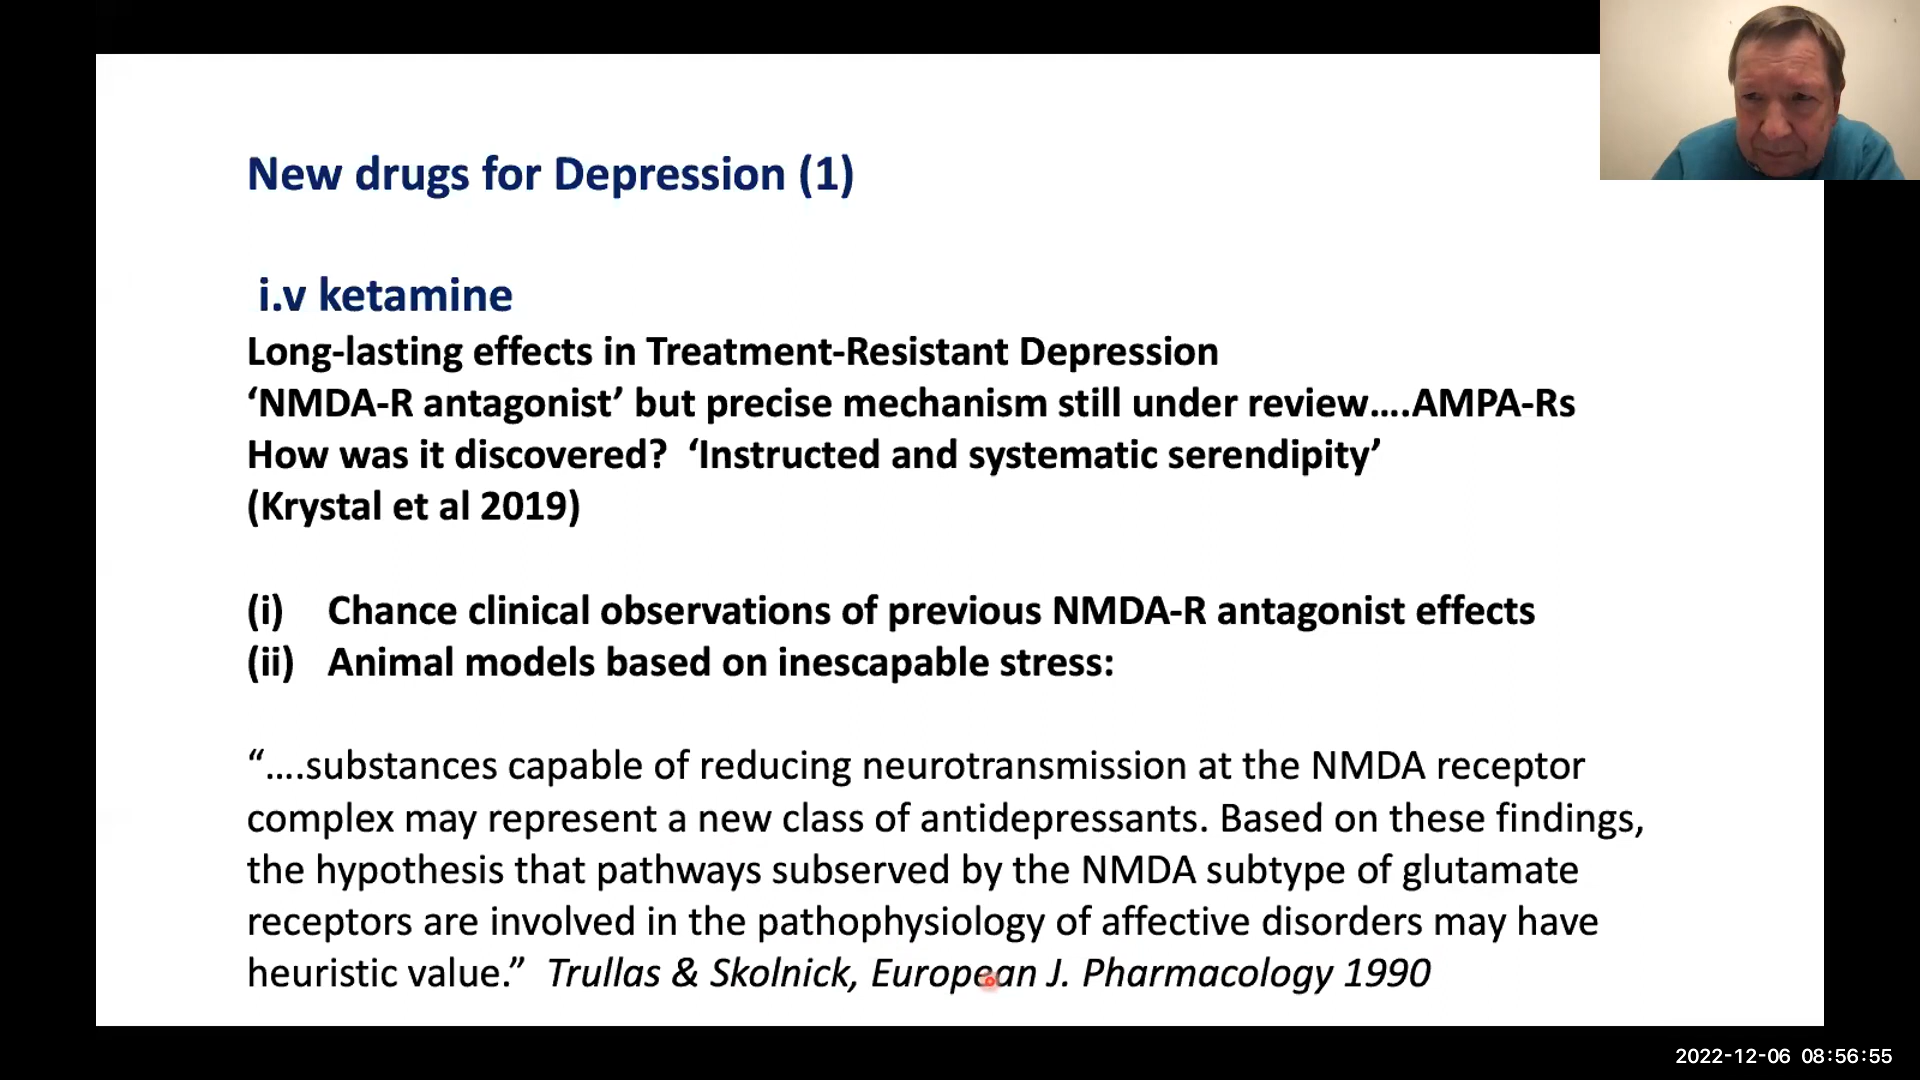 New drugs for Depression (1)
i.v ketamine
Long-lasting effects in Treatment-Resistant Depression
‘NMDA-R antagonist’ but precise mechanism still under review….AMPA-Rs
How was it discovered?  ‘Instructed and systematic serendipity’
(Krystal et al 2019)
(i) Chance clinical observations of previous NMDA-R antagonist effects
(ii) Animal models based on inescapable stress:
“….substances capable of reducing neurotransmission at the NMDA receptor
complex may represent a new class of antidepressants. Based on these findings,
the hypothesis that pathways subserved by the NMDA subtype of glutamate
receptors are involved in the pathophysiology of affective disorders may have
heuristic value.”  Trullas & Skolnick, European J. Pharmacology 1990
2022-12-06 08:56:55